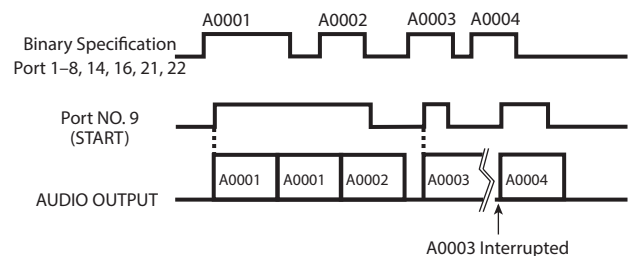 A0001 A0002 A0003 A0004
Binary Specification
Port 1–8, 14, 16, 21, 22
Port NO. 9
(START)
A0001 A0001 A0002 A0003 A0004
AUDIO OUTPUT
A0003 Interrupted